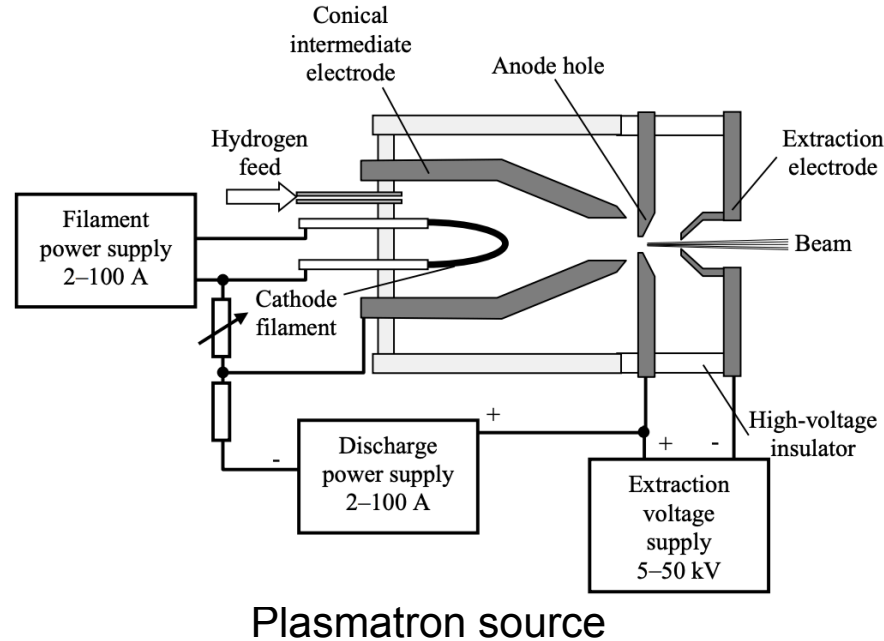 Conical
intermediate
electrode
Anode hole
Hydrogen
feed
Extraction
electrode
Filament
power supply
2–100 A
Beam
Cathode
filament
+
-
Discharge
power supply
2–100 A
+
-
High-voltage
insulator
Extraction
voltage
supply
5–50 kV
Plasmatron source